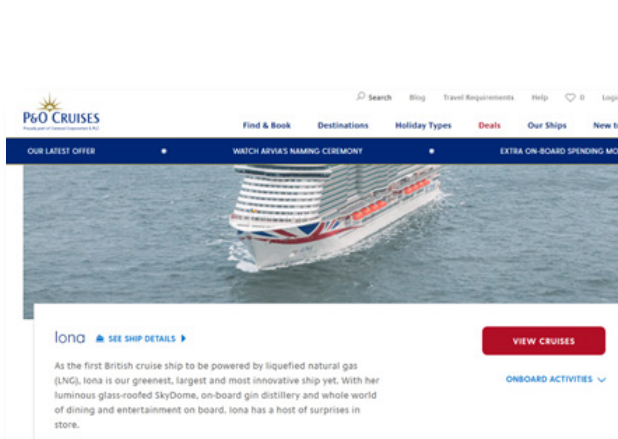 Search Blog Travel Requirements Help 0 Login
P&O CRUISES
Find & Book Destinations Holiday Types Deals Our Ships New t
OUR LATEST OFFER • WATCH ARVIA'S NAMING CEREMONY • EXTRA ON-BOARD SPENDING MO
Iona SEE SHIP DETAILS
VIEW CRUISES
As the first British cruise ship to be powered by liquefied natural gas
(LNG), Iona is our greenest, largest and most innovative ship yet. With her
luminous glass-roofed SkyDome, on-board gin distillery and whole world
of dining and entertainment on board. Iona has a host of surprises in
store.
ONBOARD ACTIVITIES